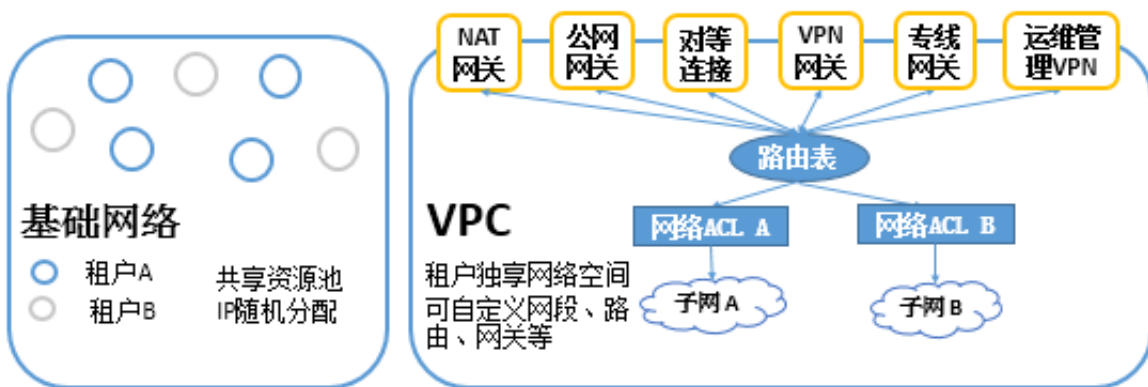 基础网络
租户A
租户B
共享资源池
IP随机分配
NAT
网关
公网
网关
对等
连接
VPN
网关
专线
网关
运维管
理VPN
路由表
VPC
网络ACL A
网络ACL B
租户独享网络空间
可自定义网段、路
由、网关等
子网A
子网B